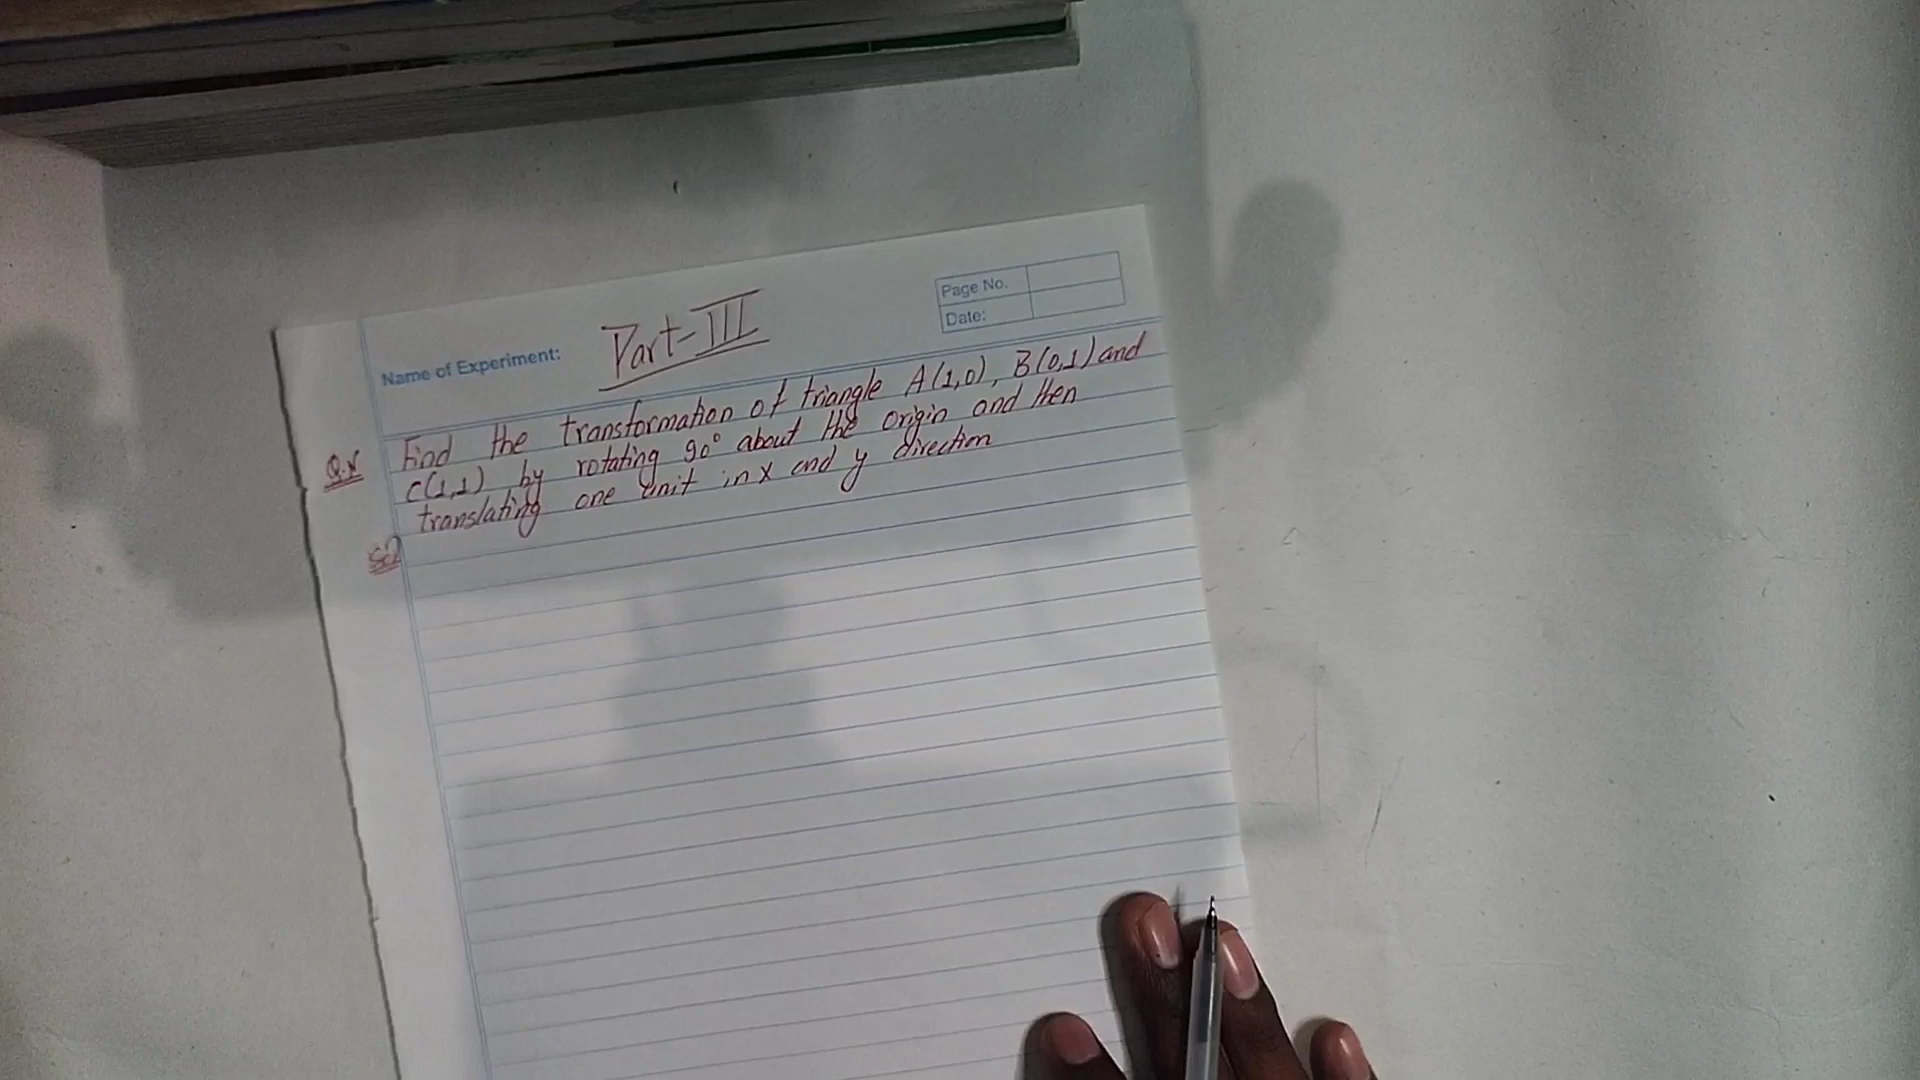 Part-III
Page No.
Date:
Name of Experiment:
Q.N Find the transformation of triangle A(1,0), B(0,1) and
C(1,1) by rotating 90° about the origin and then
translating one unit in x and y direction
Sol